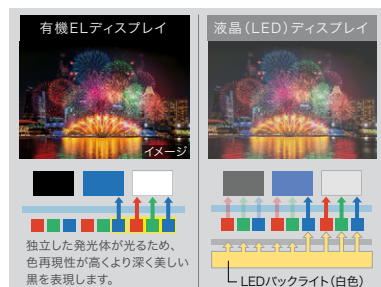 有機ELディスプレイ
イメージ
独立した発光体が光るため、
色再現性が高くより深く美しい
黒を表現します。
液晶（LED）ディスプレイ
LEDバックライト（白色）